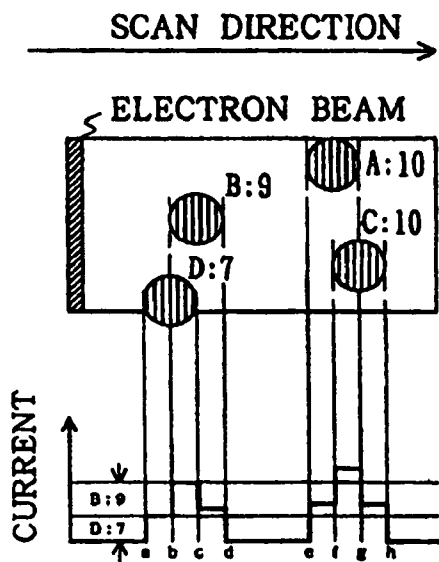 SCAN DIRECTION
ELECTRON BEAM
A:10
B:9
C:10
D:7
CURRENT
B:9
D:7
a b c d e f g h